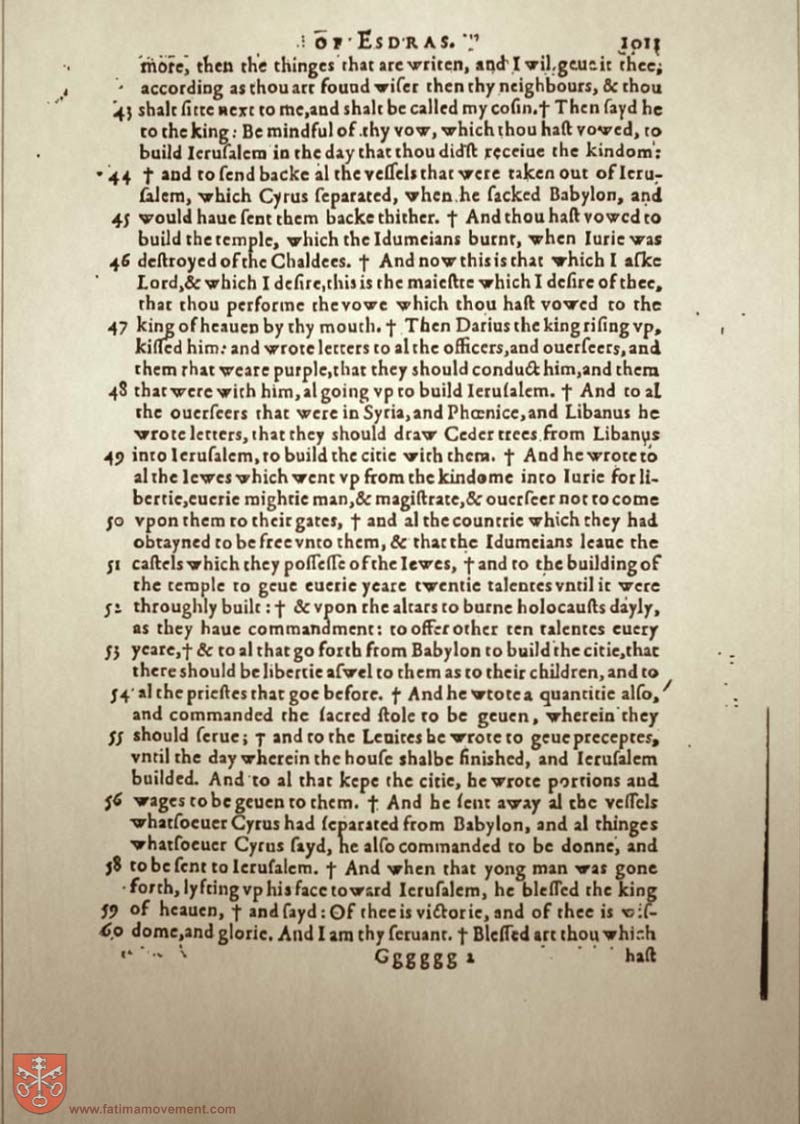 OF ESDRAS. 1011
more, then the thinges that are writen, and I wil geue it thee,
according as thou art found wiſer then thy neighbours, & thou
43 ſhalt ſitte next to me, and ſhalt be called my coſin. † Then ſayd he
to the king: Be mindful of thy vow, which thou haſt vowed, to
build Ieruſalem in the day that thou didſt receiue the kindom:
44 † and to ſend backe al the veſſels that were taken out of Ieru-
ſalem, which Cyrus ſeparated, when he ſacked Babylon, and
45 would haue ſent them backe thither. † And thou haſt vowed to
build the temple, which the Idumeians burnt, when Iurie was
46 deſtroyed of the Chaldees. † And now this is that which I aſke
Lord, & which I deſire, this is the maieſtie which I deſire of thee,
that thou performe the vowe which thou haſt vowed to the
47 king of heauen by thy mouth. † Then Darius the king riſing vp,
kiſſed him: and wrote letters to al the officers, and ouerſeers, and
them that weare purple, that they ſhould conduct him, and them
48 that were with him, al going vp to build Ieruſalem. † And to al
the ouerſeers that were in Syria, and Phœnice, and Libanus he
wrote letters, that they ſhould draw Ceder trees from Libanus
49 into Ieruſalem, to build the citie with them. † And he wrote to
al the Iewes which went vp from the kindome into Iurie for li-
bertie, euerie mightie man, & magiſtrate, & ouerſeer not to come
50 vpon them to their gates, † and al the countrie which they had
obtayned to be free vnto them, & that the Idumeians leaue the
51 caſtels which they poſſeſſe of the Iewes, † and to the building of
the temple to geue euerie yeare twentie talentes vntil it were
52 throughly built: † & vpon the altars to burne holocauſts dayly,
as they haue commandment: to offer other ten talentes euery
53 yeare, † & to al that go forth from Babylon to build the citie, that
there ſhould be libertie aſwel to them as to their children, and to
54 al the prieſtes that goe before. † And he wtote a quantitie alſo,
and commanded the ſacred ſtole to be geuen, wherein they
55 ſhould ſerue; † and to the Leuites he wrote to geue preceptes,
vntil the day wherein the houſe ſhalbe finiſhed, and Ieruſalem
builded. And to al that kepe the citie, he wrote portions and
56 wages to be geuen to them. † And he ſent away al the veſſels
whatſoeuer Cyrus had ſeparated from Babylon, and al thinges
whatſoeuer Cyrus ſayd, he alſo commanded to be donne, and
58 to be ſent to Ieruſalem. † And when that yong man was gone
forth, lyfting vp his face toward Ieruſalem, he bleſſed the king
59 of heauen, † and ſayd: Of thee is victorie, and of thee is wiſ-
60 dome, and glorie. And I am thy ſeruant. † Bleſſed art thou which
Gggggg 1 haſt
www.fatimamovement.com